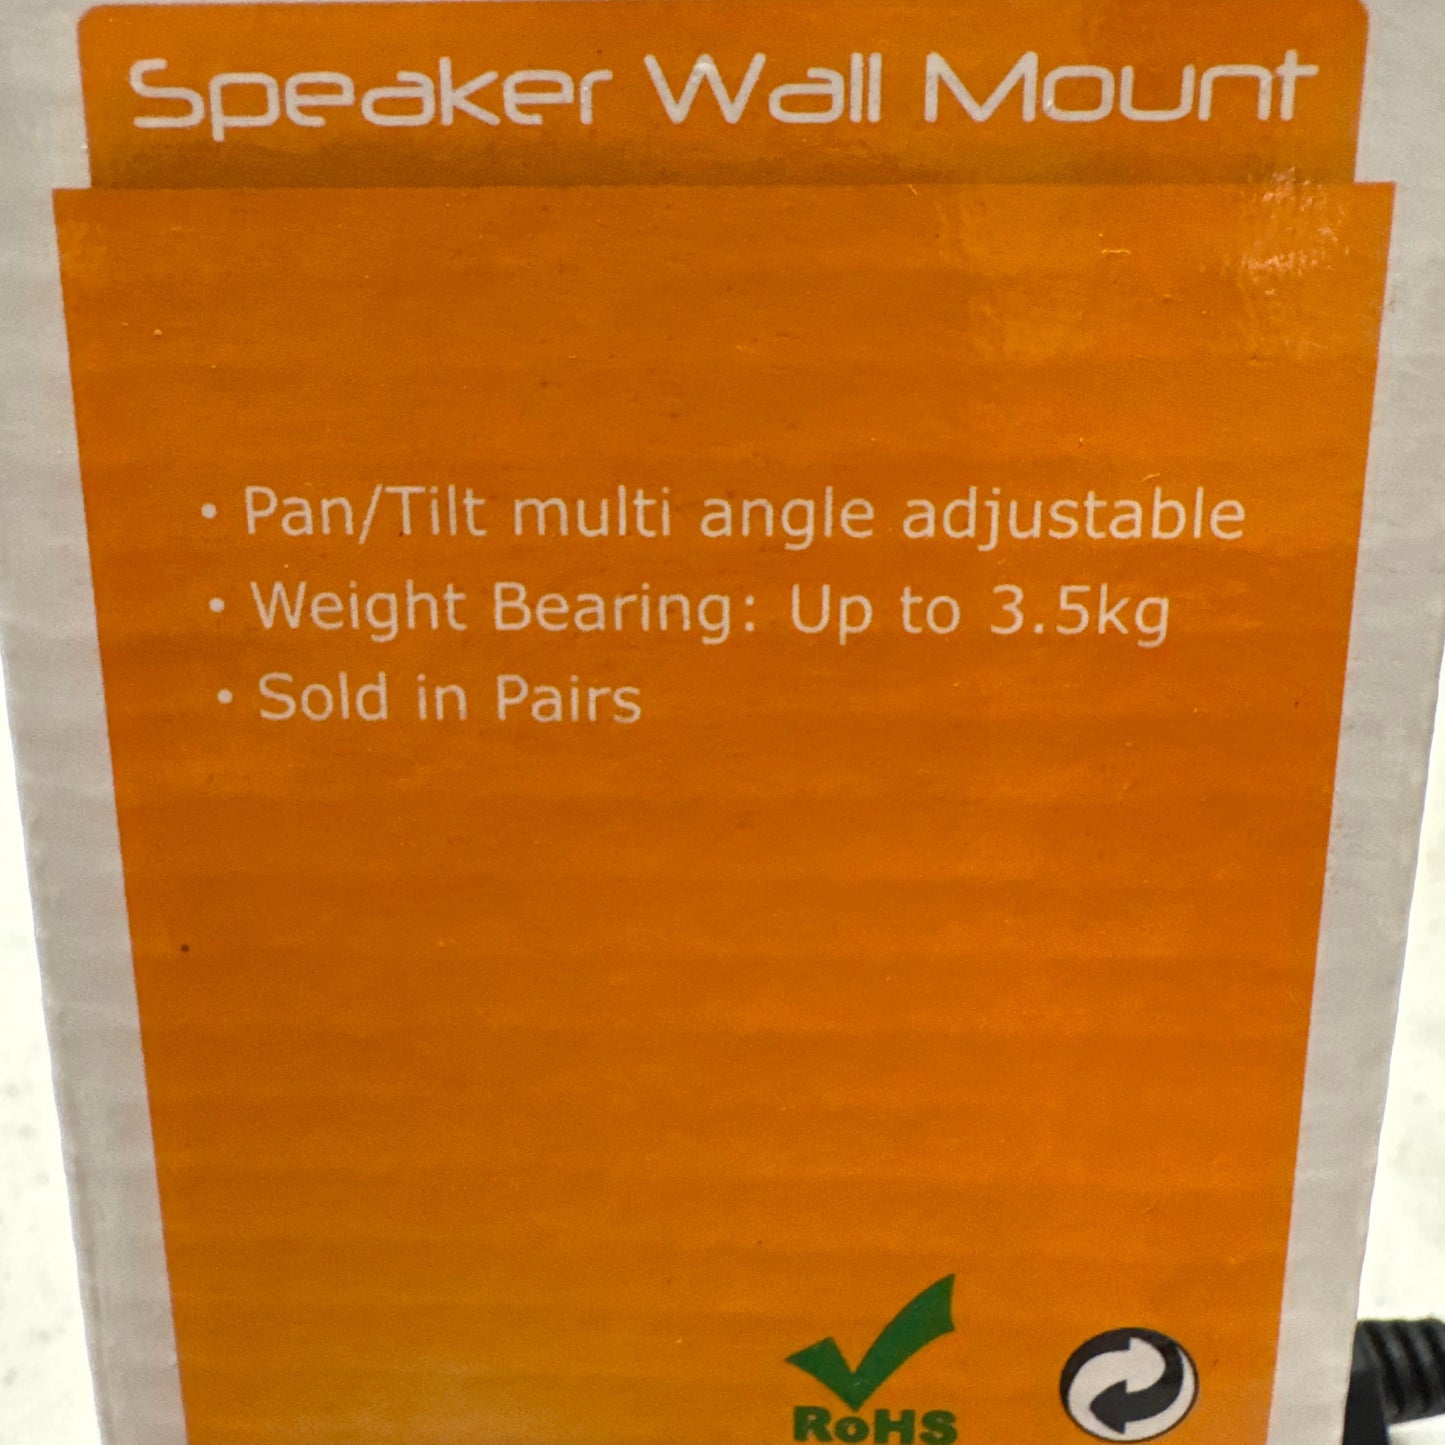 Speaker Wall Mount
• Pan/Tilt multi angle adjustable
• Weight Bearing: Up to 3.5kg
• Sold in Pairs
RoHS